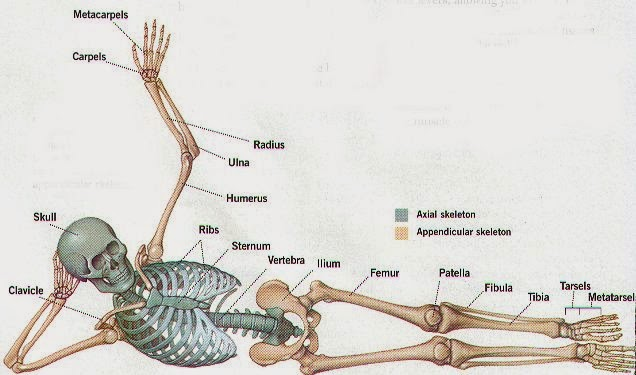 Metacarpels
Carpels
Radius
Ulna
Humerus
Skull
Ribs
Sternum
Vertebra
Ilium
Clavicle
Axial skeleton
Appendicular skeleton
Femur
Patella
Fibula
Tibia
Tarsels
Metatarsel